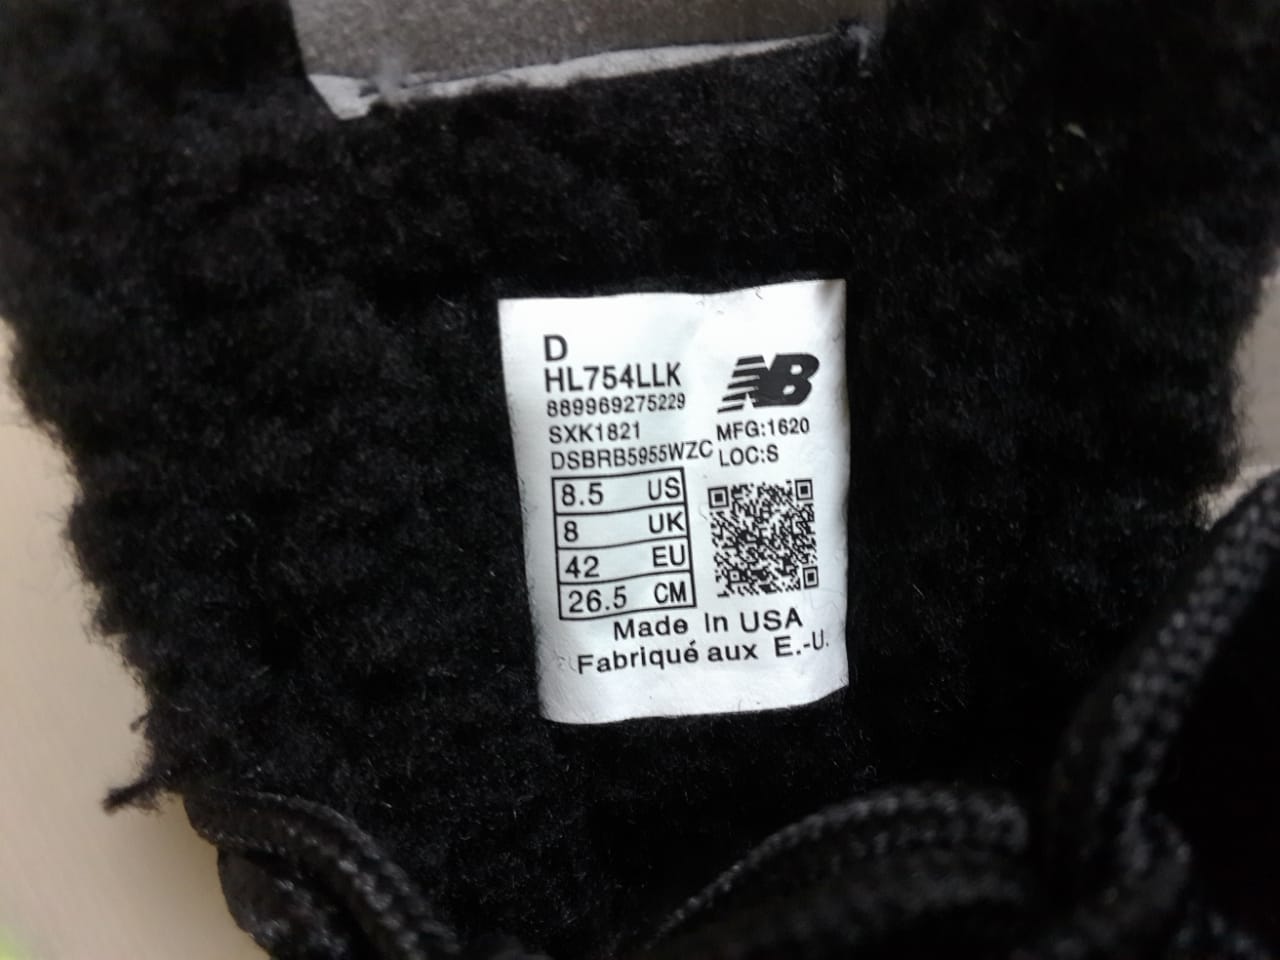 D
HL754LLK
889969275229
SXK1821
DSBRB5955WZC
NB
MFG:1620
LOC:S
8.5 US
8 UK
42 EU
26.5 CM
Made In USA
Fabriqué aux E.-U.